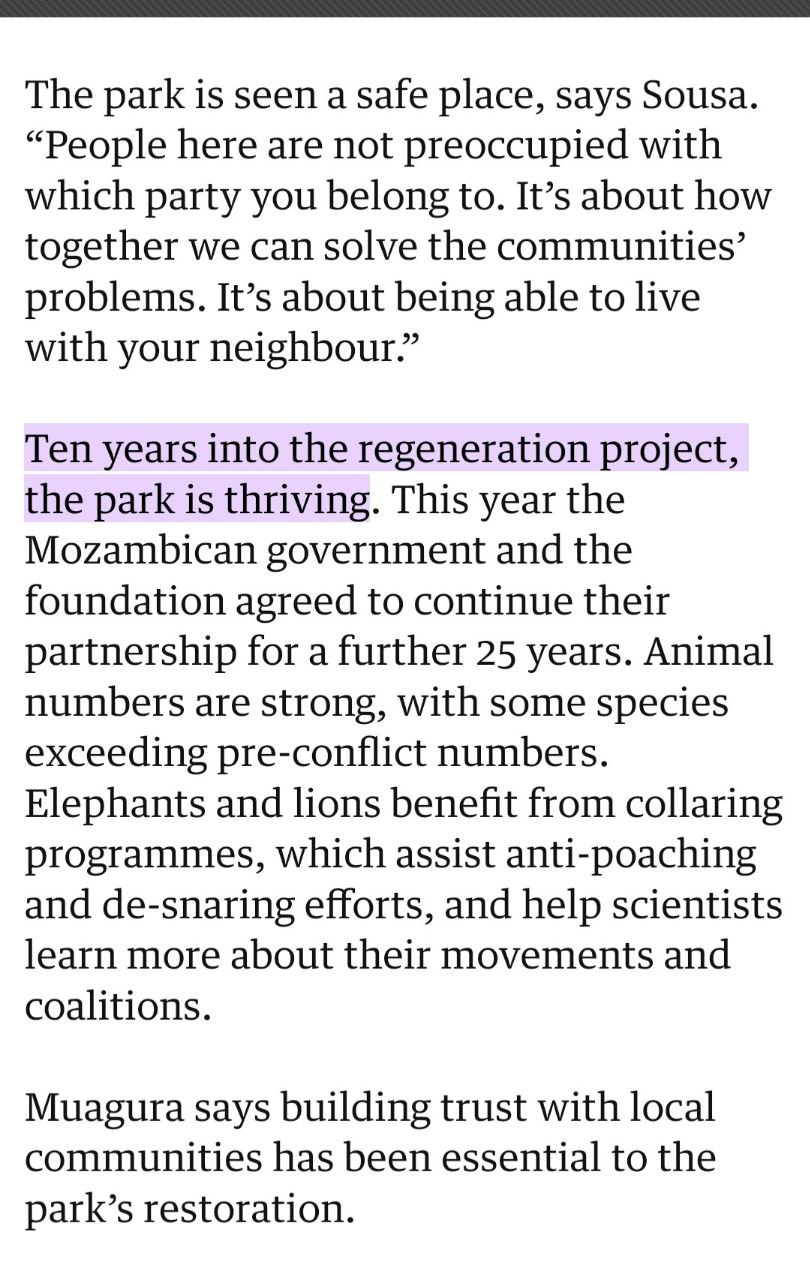 The park is seen a safe place, says Sousa.
“People here are not preoccupied with
which party you belong to. It’s about how
together we can solve the communities’
problems. It’s about being able to live
with your neighbour.”
Ten years into the regeneration project,
the park is thriving. This year the
Mozambican government and the
foundation agreed to continue their
partnership for a further 25 years. Animal
numbers are strong, with some species
exceeding pre-conflict numbers.
Elephants and lions benefit from collaring
programmes, which assist anti-poaching
and de-snaring efforts, and help scientists
learn more about their movements and
coalitions.
Muagura says building trust with local
communities has been essential to the
park’s restoration.